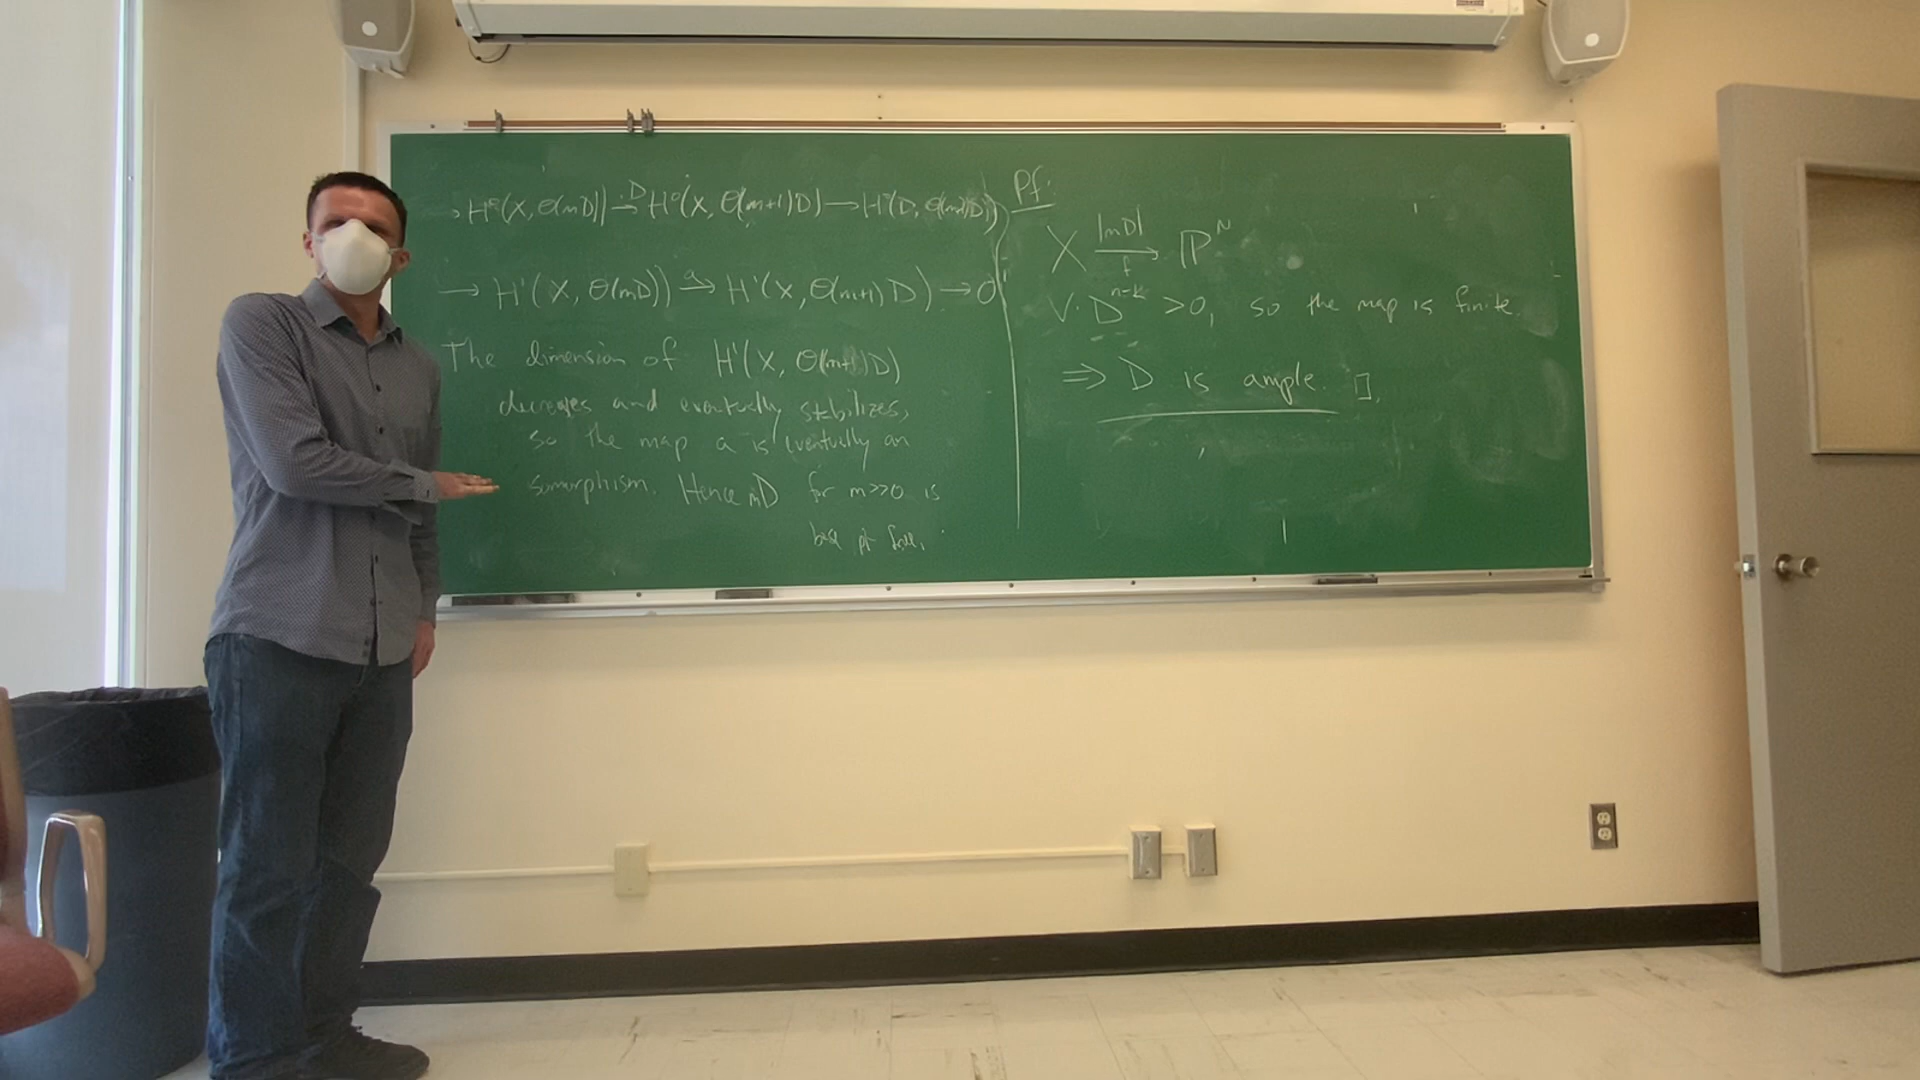 → H⁰(X, O(mD)) —·D→ H⁰(X, O(m+1)D) → H⁰(D, O(m+1)D)
→ H¹(X, O(mD)) —a→ H¹(X, O(m+1)D) → 0
The dimension of H¹(X, O(m+1)D)
decreases and eventually stabilizes,
so the map a is eventually an
isomorphism. Hence mD for m>>0 is
base pt free.
Pf:
X —|mD|→ f ℙᴺ
V·Dⁿ⁻ᵏ >0, so the map is finite.
⇒ D is ample. □.